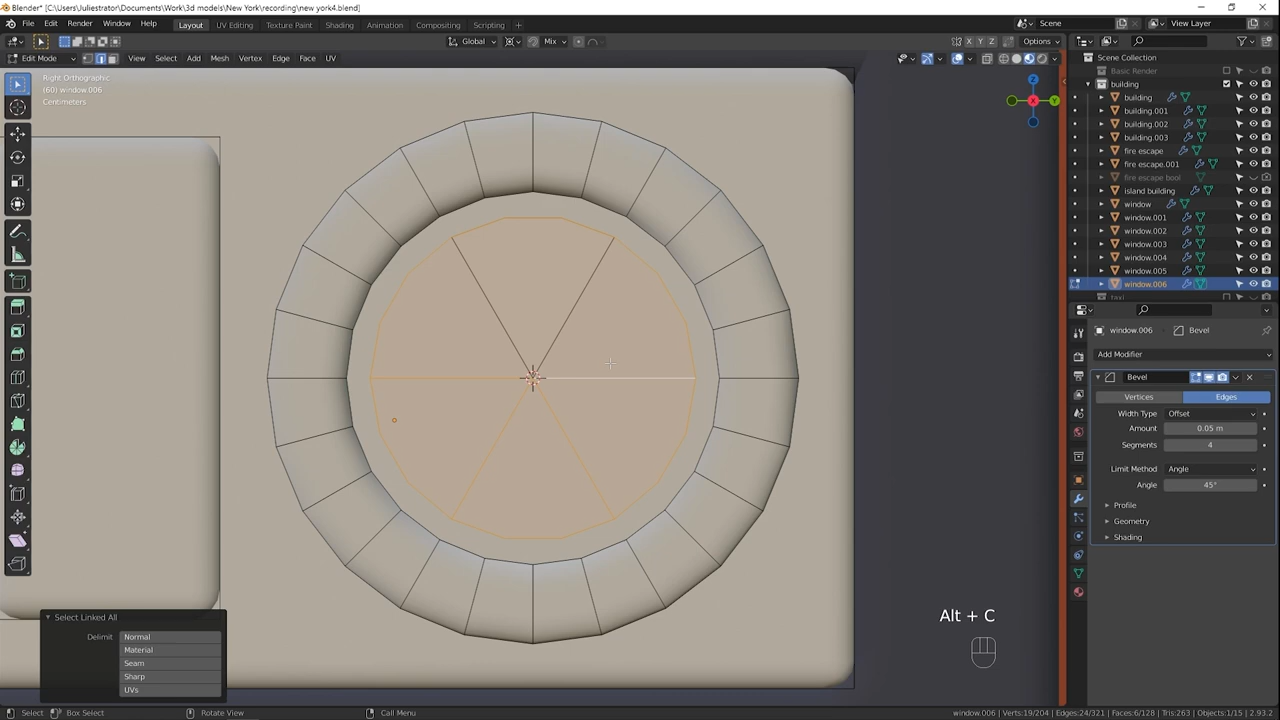 Blender* [C:\Users\Juliestrator\Documents\Work\3d models\New York\recording\new york4.blend]
File Edit Render Window Help Layout UV Editing Texture Paint Shading Animation Compositing Scripting Scene View Layer
Global Mix X Y Z Options
Edit Mode View Select Add Mesh Vertex Edge Face UV
Right Orthographic
(60) window.006
Centimeters
Z
X
Y
Scene Collection
Basic Render
building
building
building.001
building.002
building.003
fire escape
fire escape.001
fire escape bool
island building
window
window.001
window.002
window.003
window.004
window.005
window.006
taxi
window.006 Bevel
Add Modifier
Bevel
Vertices Edges
Width Type Offset
Amount 0.05 m
Segments 4
Limit Method Angle
Angle 45°
Profile
Geometry
Shading
Alt + C
Select Linked All
Delimit Normal
Material
Seam
Sharp
UVs
Select Box Select Rotate View Call Menu window.006 | Verts:19/204 | Edges:24/321 | Faces:6/128 | Tris:263 | Objects:1/15 | 2.93.2